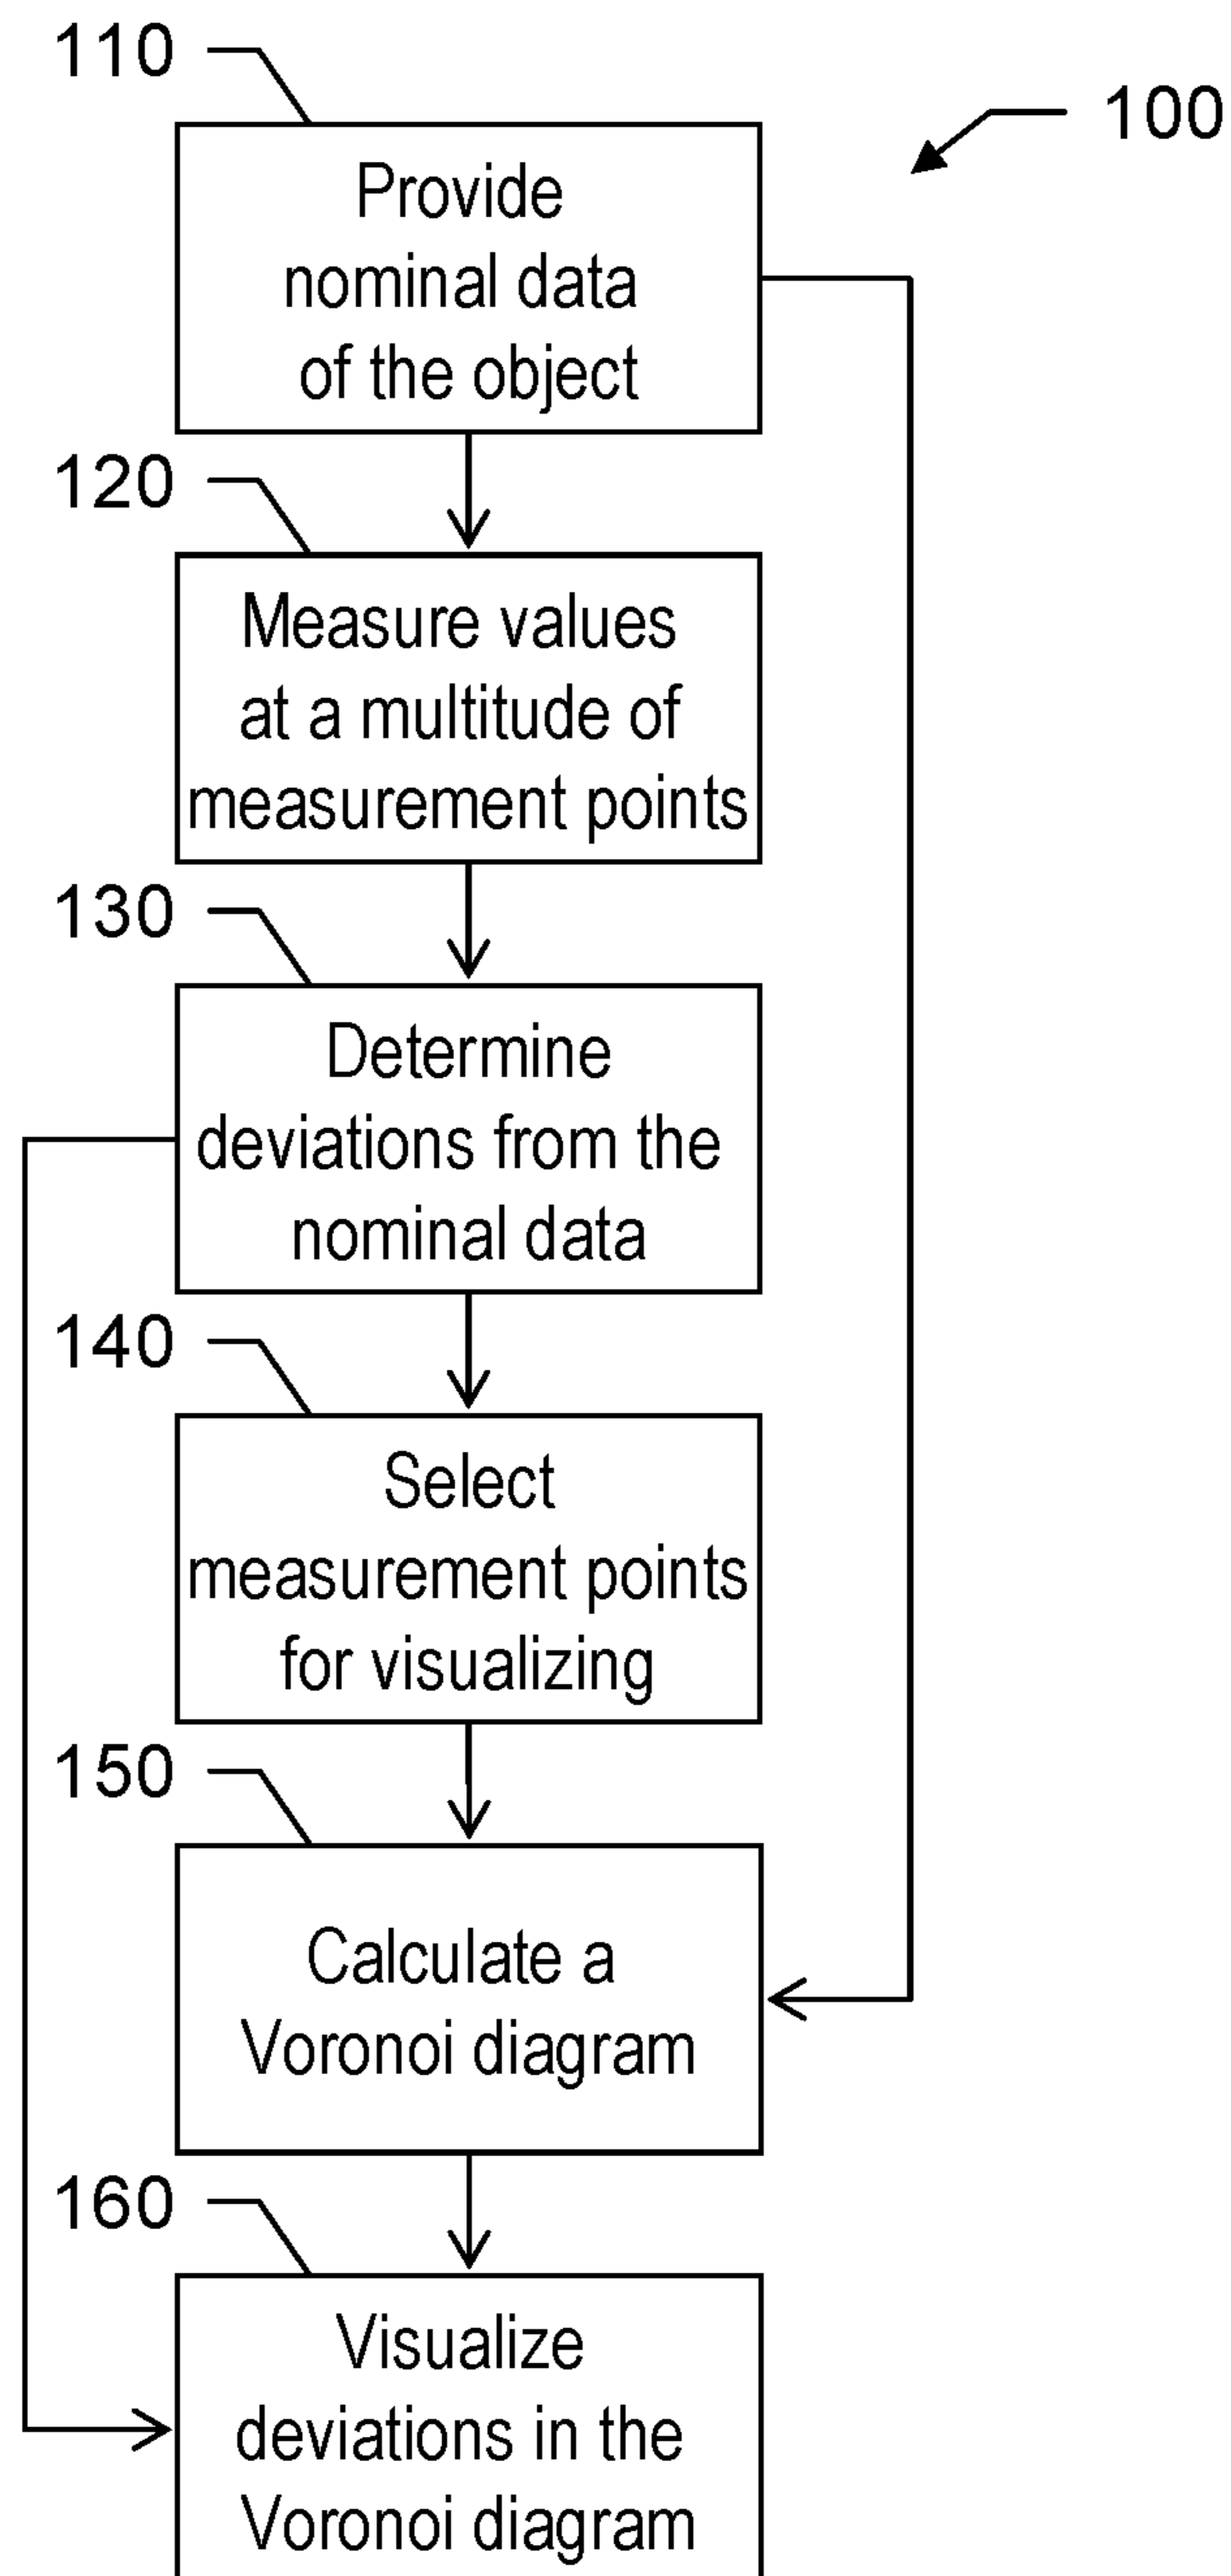 110
100
Provide
nominal data
of the object
120
Measure values
at a multitude of
measurement points
130
Determine
deviations from the
nominal data
140
Select
measurement points
for visualizing
150
Calculate a
Voronoi diagram
160
Visualize
deviations in the
Voronoi diagram